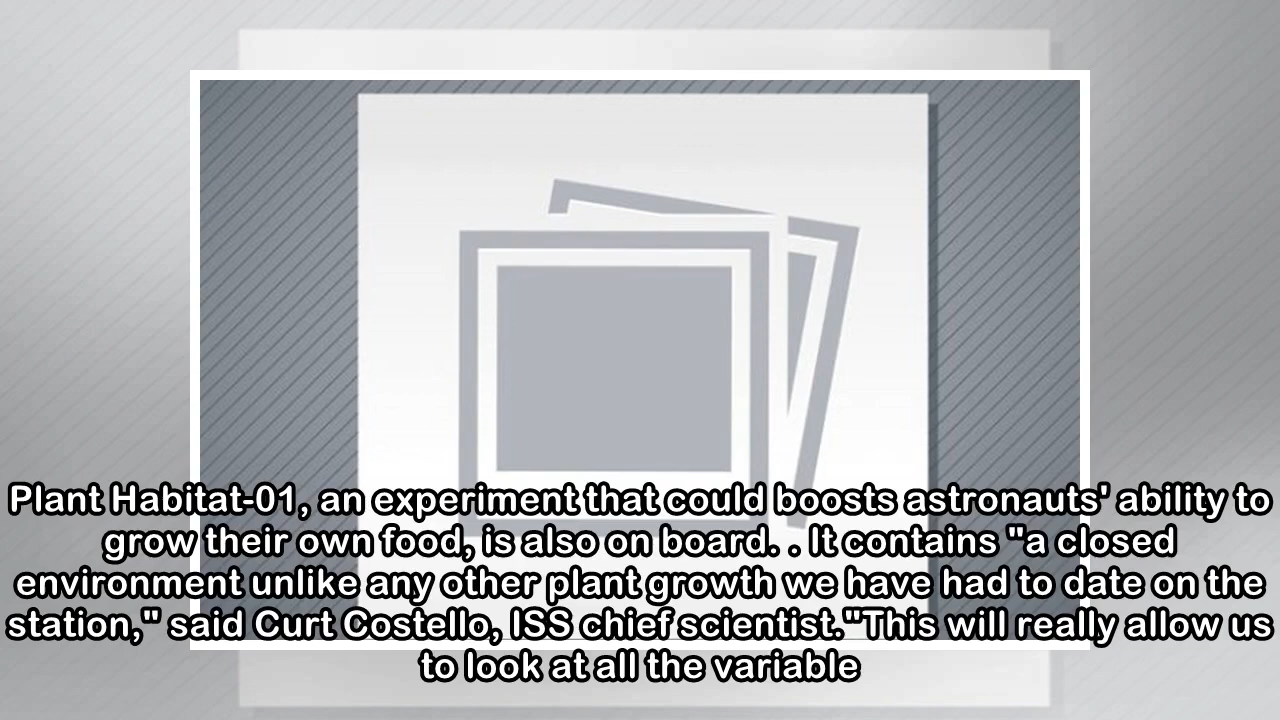 Plant Habitat-01, an experiment that could boosts astronauts' ability to
grow their own food, is also on board. . It contains "a closed
environment unlike any other plant growth we have had to date on the
station," said Curt Costello, ISS chief scientist."This will really allow us
to look at all the variable